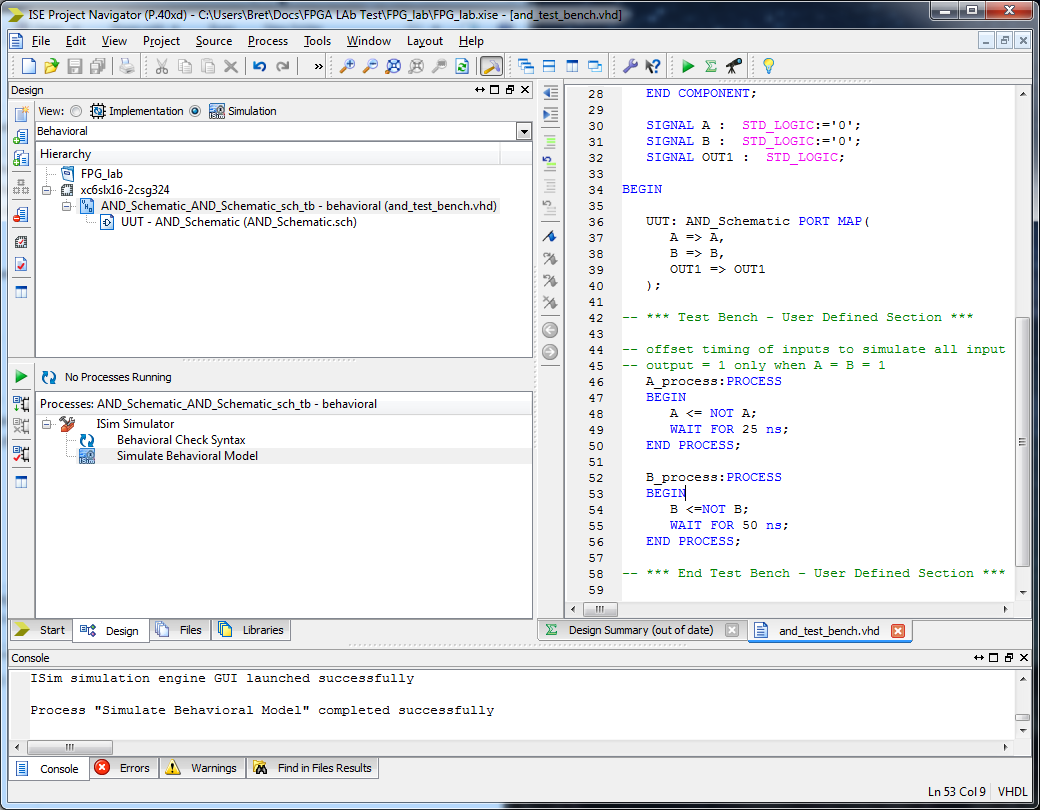 ISE Project Navigator (P.40xd) - C:\Users\Bret\Docs\FPGA LAb Test\FPG_lab\FPG_lab.xise - [and_test_bench.vhd]
File Edit View Project Source Process Tools Window Layout Help
Design
View: Implementation Simulation
Behavioral
Hierarchy
FPG_lab
xc6slx16-2csg324
AND_Schematic_AND_Schematic_sch_tb - behavioral (and_test_bench.vhd)
UUT - AND_Schematic (AND_Schematic.sch)
No Processes Running
Processes: AND_Schematic_AND_Schematic_sch_tb - behavioral
ISim Simulator
Behavioral Check Syntax
Simulate Behavioral Model
Start Design Files Libraries
28 END COMPONENT;
29
30 SIGNAL A : STD_LOGIC:='0';
31 SIGNAL B : STD_LOGIC:='0';
32 SIGNAL OUT1 : STD_LOGIC;
33
34 BEGIN
35
36 UUT: AND_Schematic PORT MAP(
37 A => A,
38 B => B,
39 OUT1 => OUT1
40 );
41
42 -- *** Test Bench - User Defined Section ***
43
44 -- offset timing of inputs to simulate all input
45 -- output = 1 only when A = B = 1
46 A_process:PROCESS
47 BEGIN
48 A <= NOT A;
49 WAIT FOR 25 ns;
50 END PROCESS;
51
52 B_process:PROCESS
53 BEGIN
54 B <=NOT B;
55 WAIT FOR 50 ns;
56 END PROCESS;
57
58 -- *** End Test Bench - User Defined Section ***
59
Design Summary (out of date) and_test_bench.vhd
Console
ISim simulation engine GUI launched successfully
Process "Simulate Behavioral Model" completed successfully
Console Errors Warnings Find in Files Results
Ln 53 Col 9 VHDL